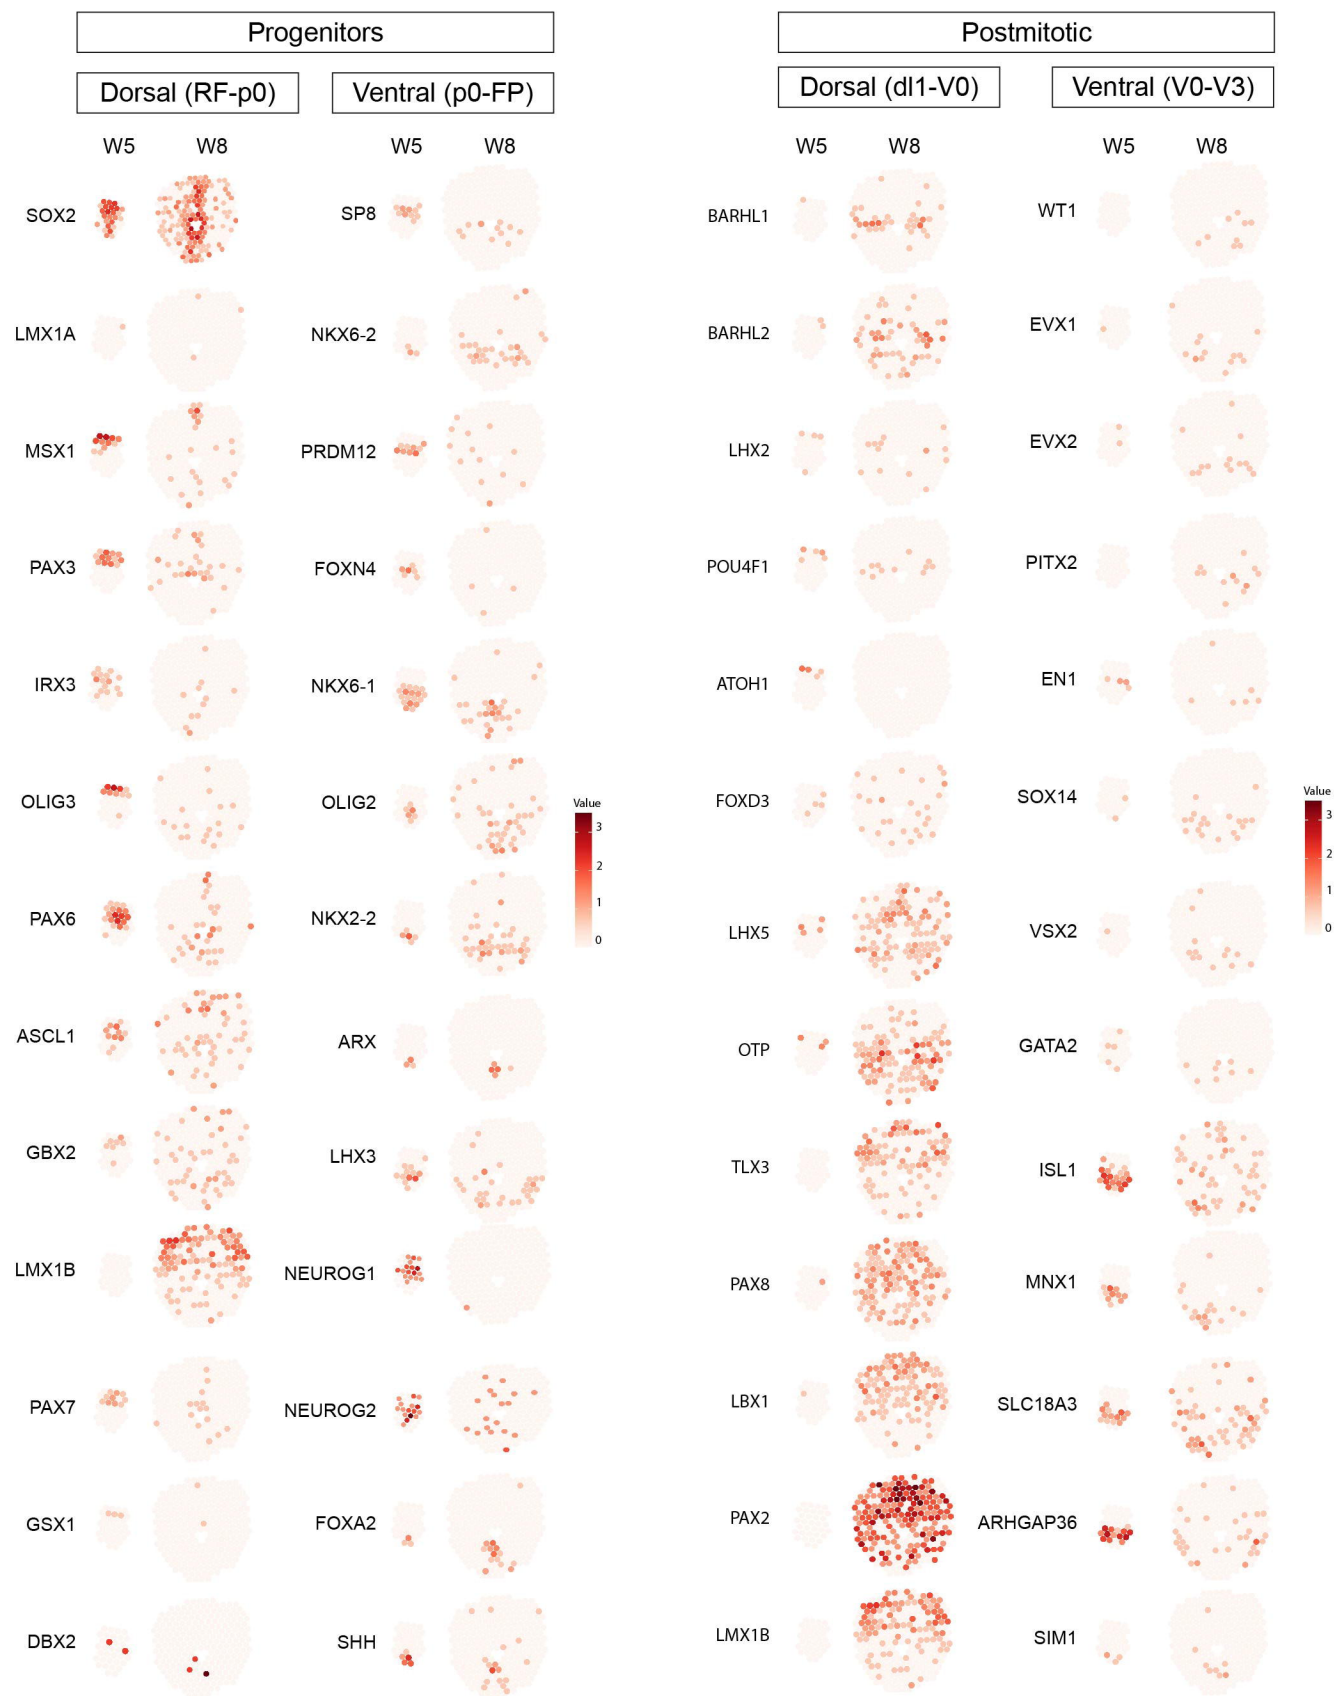 Progenitors
Postmitotic
Dorsal (RF-p0)
Ventral (p0-FP)
Dorsal (dI1-V0)
Ventral (V0-V3)
W5
W8
W5
W8
W5
W8
W5
W8
SOX2
SP8
BARHL1
WT1
LMX1A
NKX6-2
BARHL2
EVX1
MSX1
PRDM12
LHX2
EVX2
PAX3
FOXN4
POU4F1
PITX2
IRX3
NKX6-1
ATOH1
EN1
OLIG3
OLIG2
FOXD3
SOX14
Value
3
2
1
0
Value
3
2
1
0
PAX6
NKX2-2
LHX5
VSX2
ASCL1
ARX
OTP
GATA2
GBX2
LHX3
TLX3
ISL1
LMX1B
NEUROG1
PAX8
MNX1
PAX7
NEUROG2
LBX1
SLC18A3
GSX1
FOXA2
PAX2
ARHGAP36
DBX2
SHH
LMX1B
SIM1